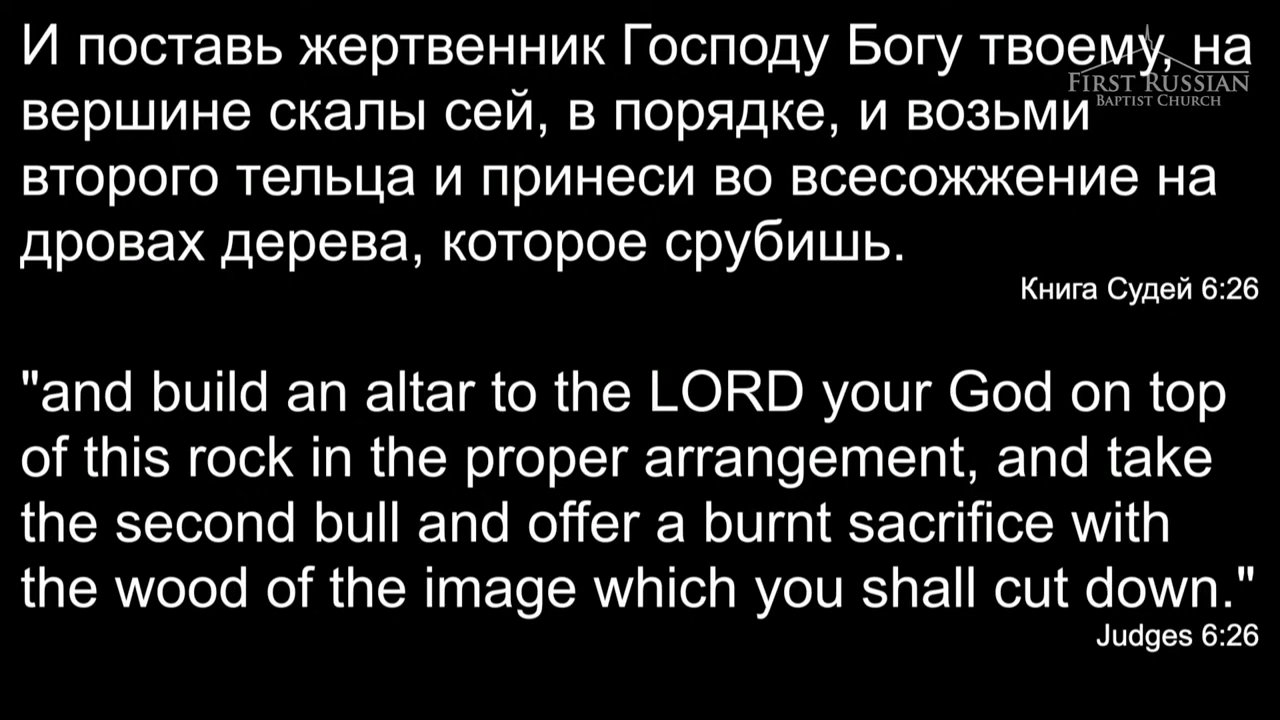 И поставь жертвенник Господу Богу твоему, на
FIRST RUSSIAN
BAPTIST CHURCH
вершине скалы сей, в порядке, и возьми
второго тельца и принеси во всесожжение на
дровах дерева, которое срубишь.
Книга Судей 6:26
"and build an altar to the LORD your God on top
of this rock in the proper arrangement, and take
the second bull and offer a burnt sacrifice with
the wood of the image which you shall cut down."
Judges 6:26